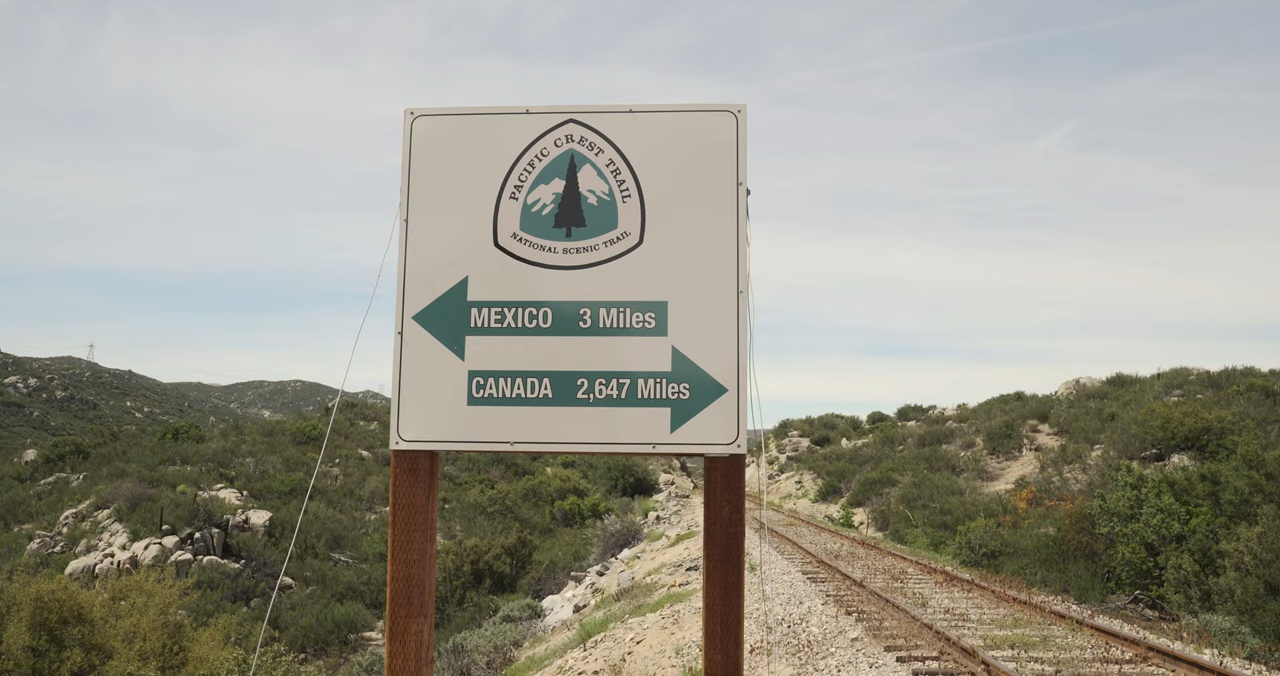 PACIFIC CREST TRAIL
NATIONAL SCENIC TRAIL
MEXICO 3 Miles
CANADA 2,647 Miles